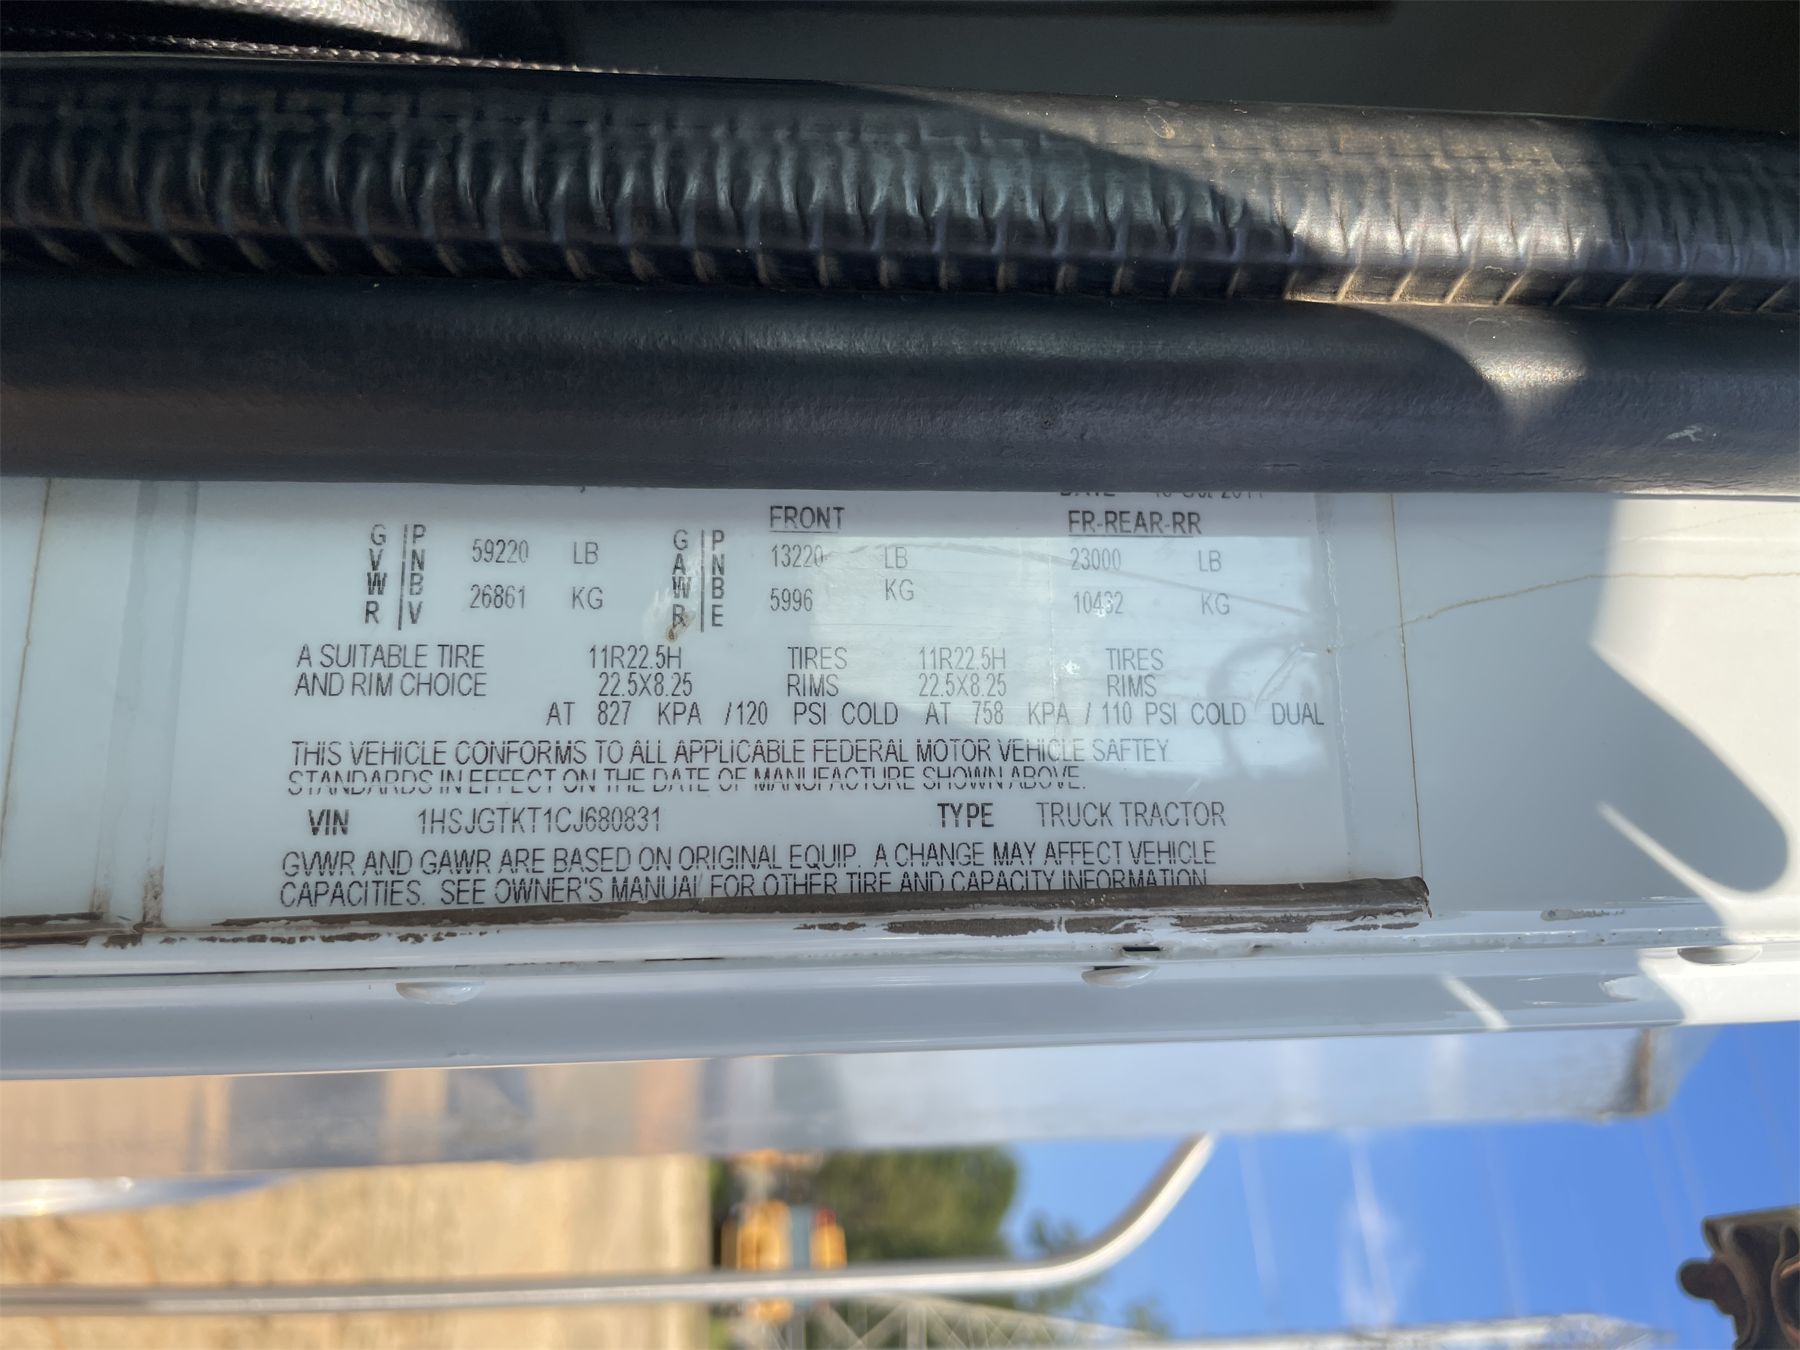 FRONT FR-REAR-RR
GVWR PNBV 59220 LB GAWR PNBE 13220 LB 23000 LB
26861 KG 5996 KG 10432 KG
A SUITABLE TIRE 11R22.5H TIRES 11R22.5H TIRES
AND RIM CHOICE 22.5X8.25 RIMS 22.5X8.25 RIMS
AT 827 KPA /120 PSI COLD AT 758 KPA / 110 PSI COLD DUAL
THIS VEHICLE CONFORMS TO ALL APPLICABLE FEDERAL MOTOR VEHICLE SAFTEY
STANDARDS IN EFFECT ON THE DATE OF MANUFACTURE SHOWN ABOVE.
VIN 1HSJGTKT1CJ680831 TYPE TRUCK TRACTOR
GVWR AND GAWR ARE BASED ON ORIGINAL EQUIP. A CHANGE MAY AFFECT VEHICLE
CAPACITIES. SEE OWNER'S MANUAL FOR OTHER TIRE AND CAPACITY INFORMATION